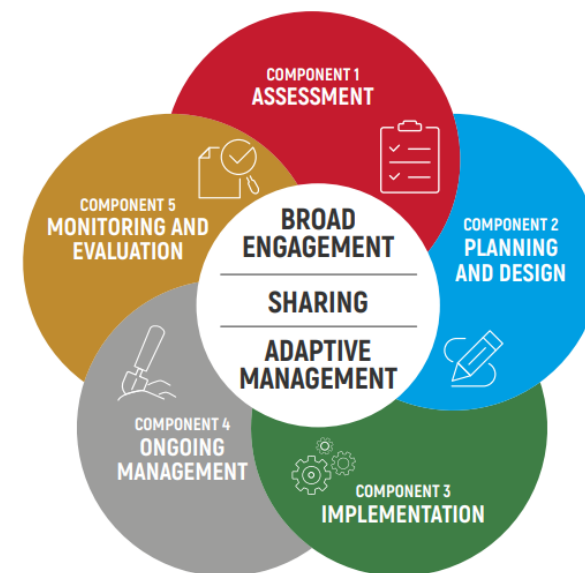 COMPONENT 1
ASSESSMENT
COMPONENT 2
PLANNING
AND DESIGN
COMPONENT 3
IMPLEMENTATION
COMPONENT 4
ONGOING
MANAGEMENT
COMPONENT 5
MONITORING AND
EVALUATION
BROAD
ENGAGEMENT
SHARING
ADAPTIVE
MANAGEMENT